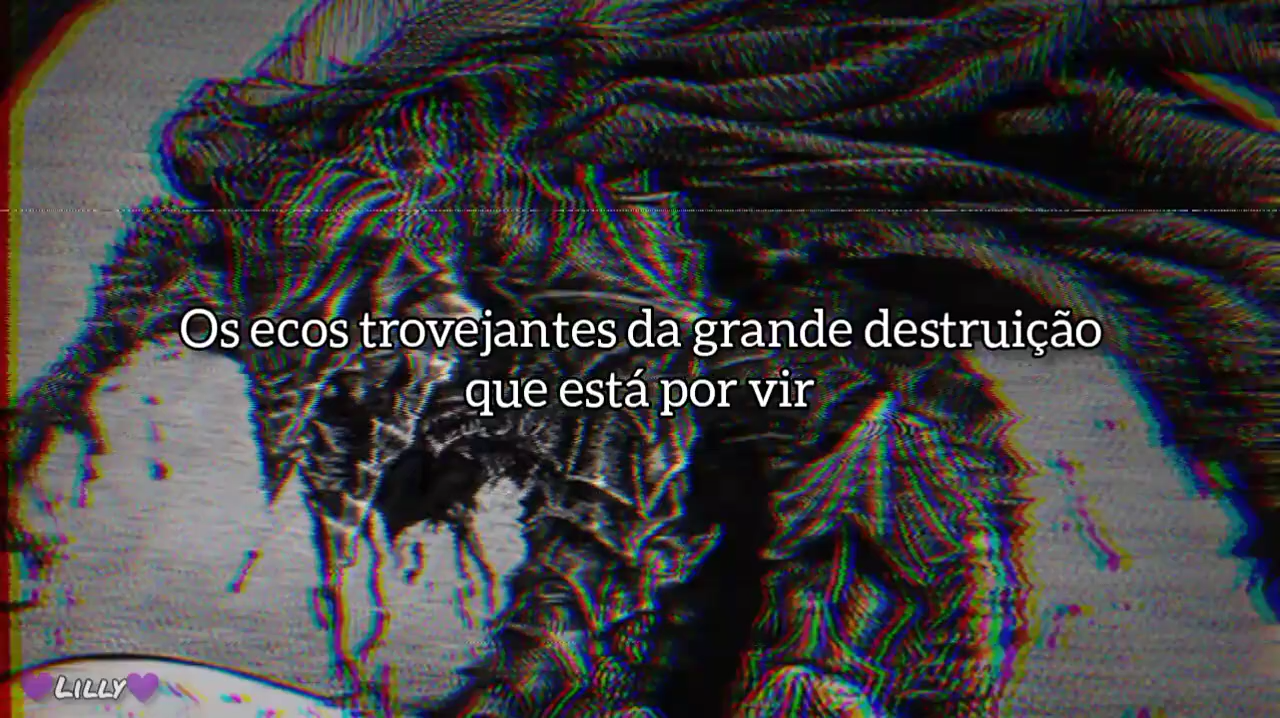 Os ecos trovejantes da grande destruição
que está por vir
💜LILLY💜